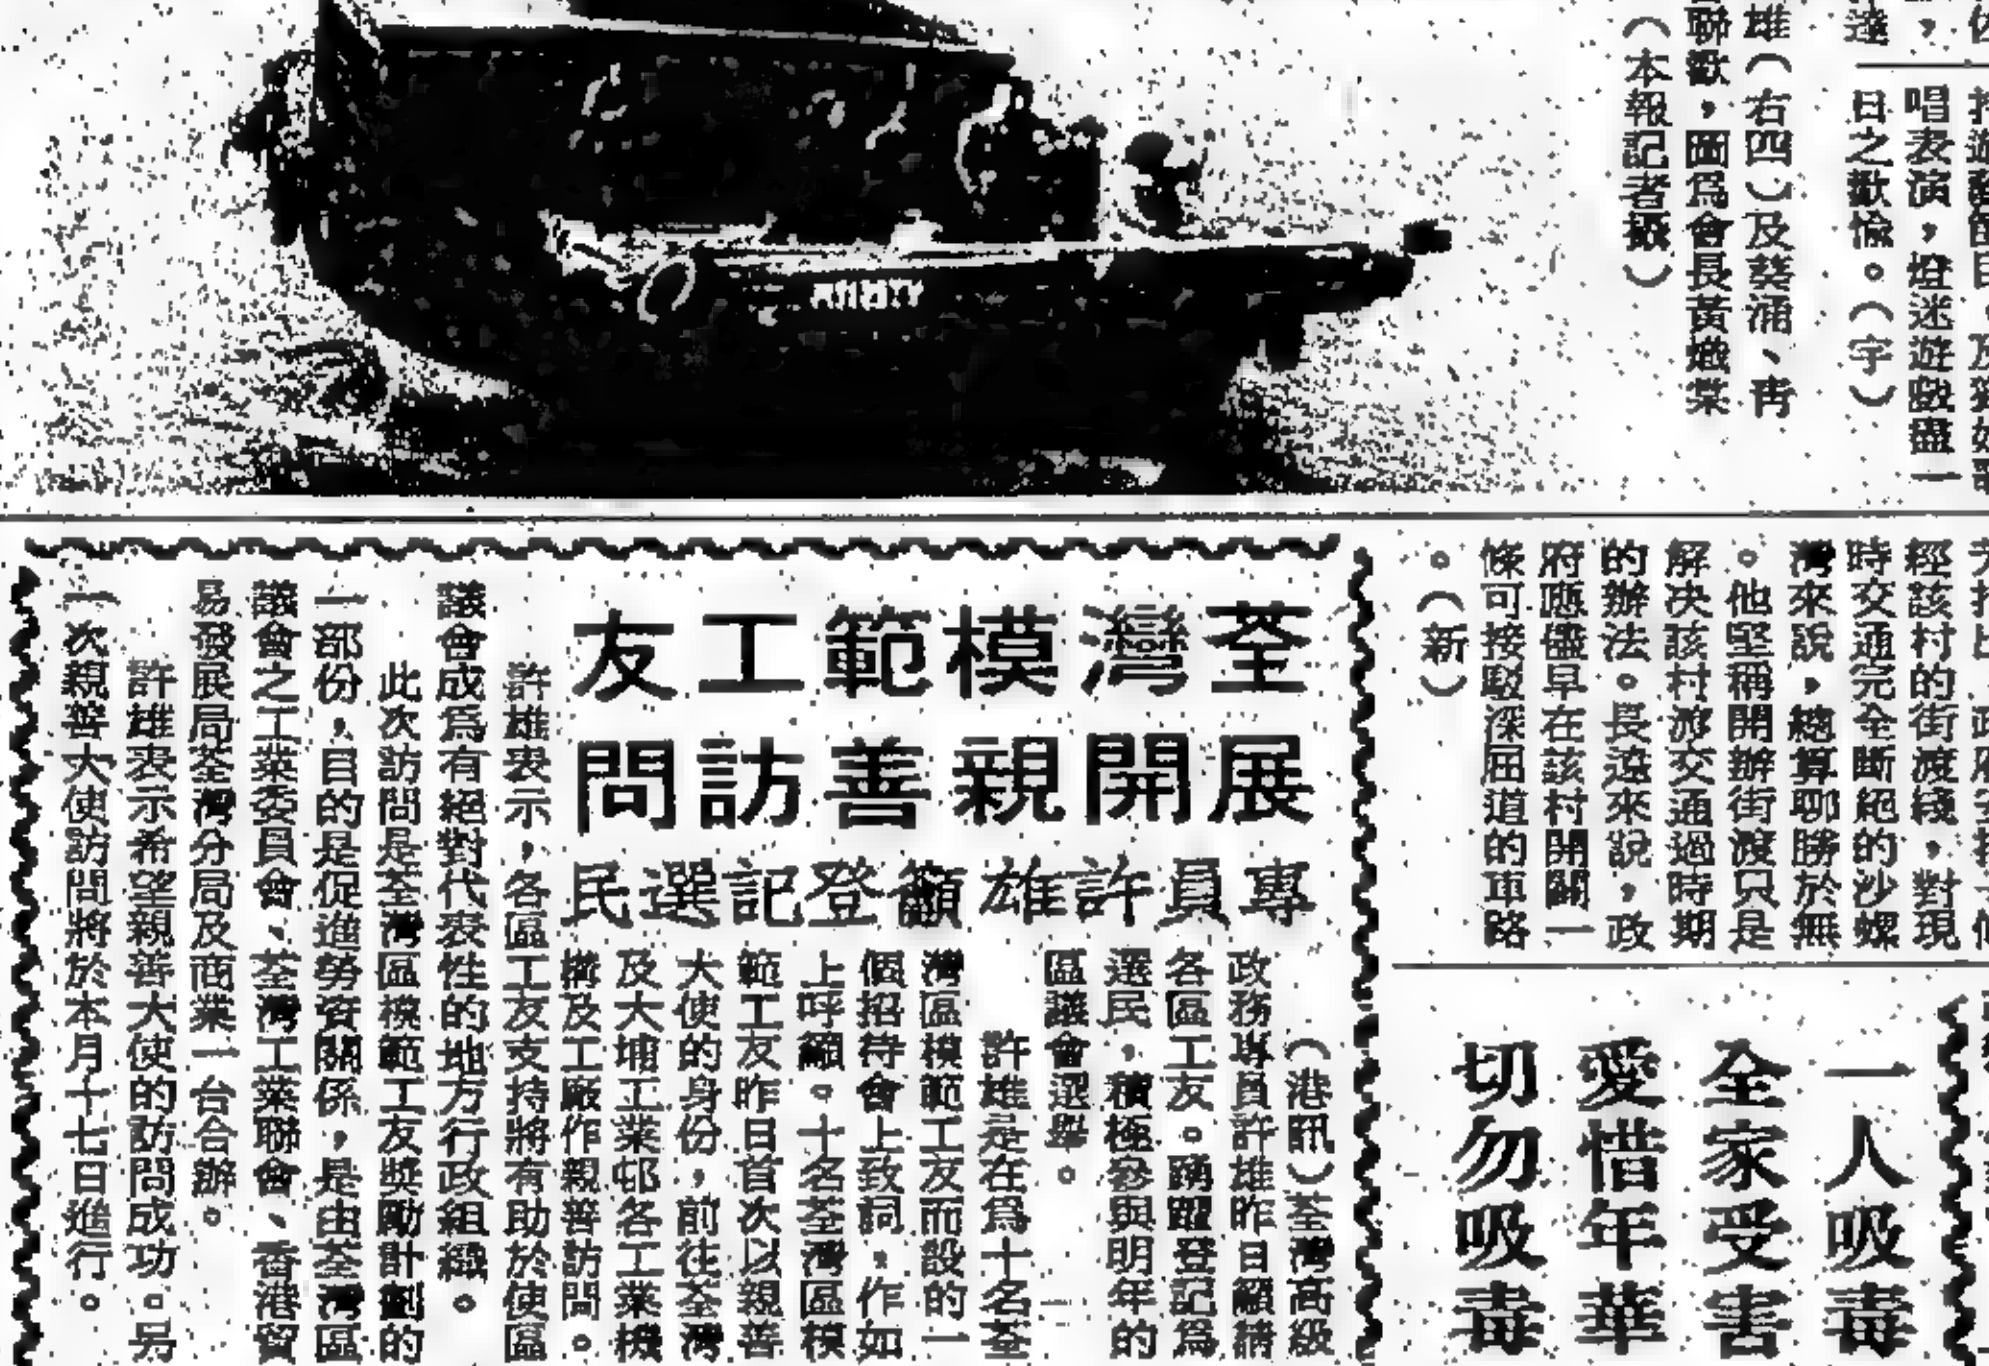 唱表演，燈迷遊戲盡一
日之歡愉。（宇）
雄（右四）及葵涌、青
聯歡，圖為會長黃熾棠
（本報記者攝）
經該村的街渡綫，對現
時交通完全斷絕的沙螺
灣來說，總算聊勝於無
。他堅稱開辦街渡只是
解决該村渡交通過時期
的辦法。長遠來說，政
府應儘早在該村開闢一
條可接駁深屈道的車路
。（新）
荃灣模範工友
展開親善訪問
專員許雄籲登記選民
（港訊）荃灣高級
政務專員許雄昨日籲請
各區工友。踴躍登記為
選民，積極參與明年的
區議會選舉。
許雄是在為十名荃
灣區模範工友而設的一
個招待會上致詞，作如
上呼籲。十名荃灣區模
範工友昨日首次以親善
大使的身份，前往荃灣
及大埔工業邨各工業機
構及工廠作親善訪問。
許雄表示，各區工友支持將有助於使區
議會成為有絕對代表性的地方行政組織。
此次訪問是荃灣區模範工友獎勵計劃的
一部份，目的是促進勞資關係，是由荃灣區
議會之工業委員會、荃灣工業聯會、香港貿
易發展局荃灣分局及商業一台合辦。
許雄表示希望親善大使的訪問成功。另
一次親善大使訪問將於本月十七日進行。
一人吸毒
全家受害
愛惜年華
切勿吸毒